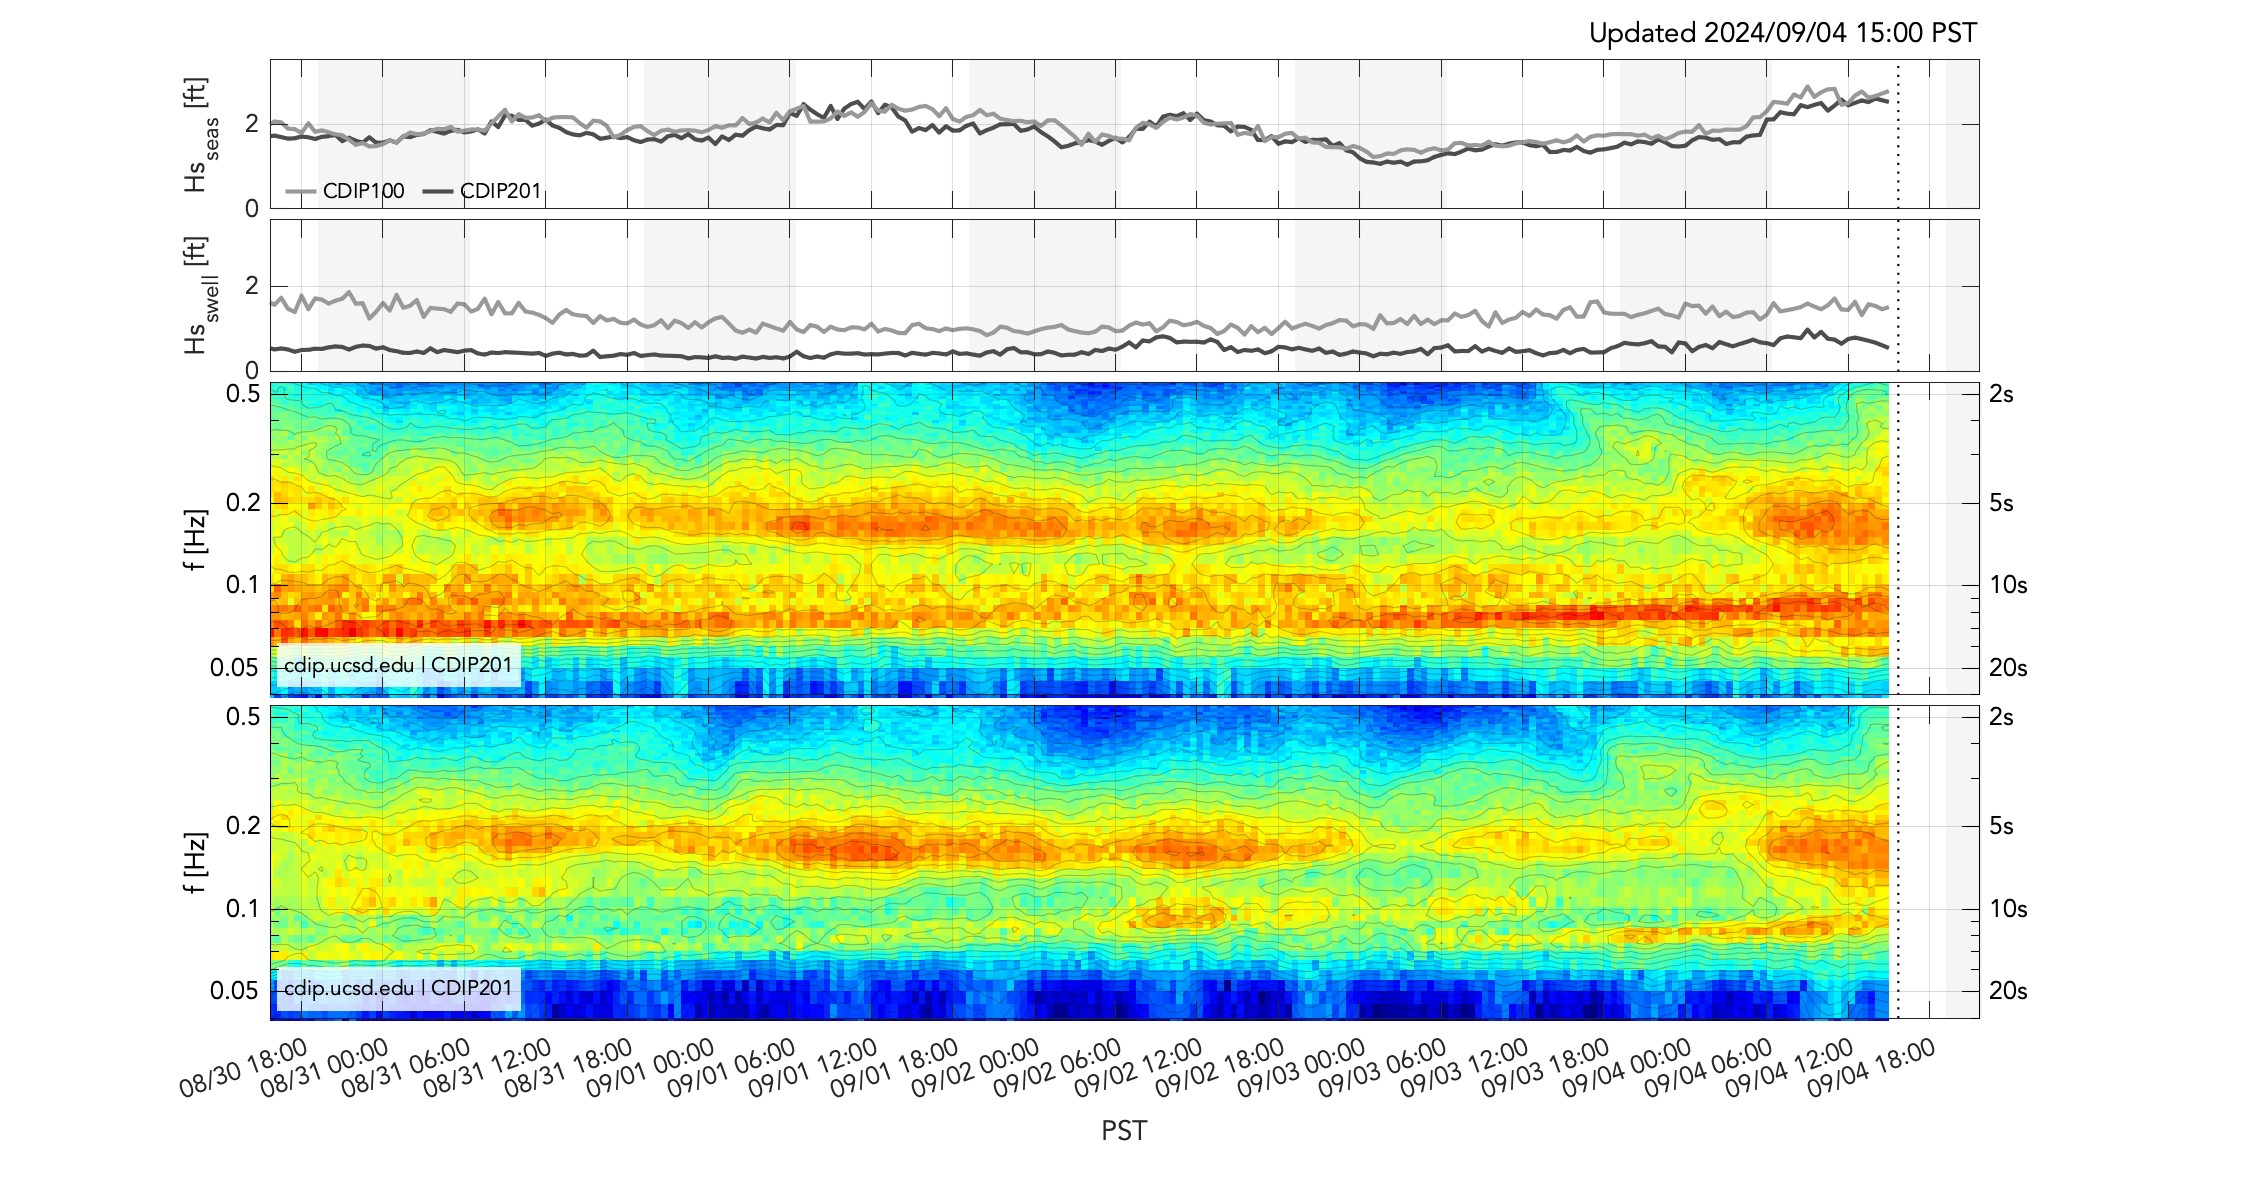 Updated 2024/09/04 15:00 PST
Hs seas [ft]
2
0
CDIP100 CDIP201
Hs swell [ft]
2
0
f [Hz]
0.5
0.2
0.1
0.05
2s
5s
10s
20s
cdip.ucsd.edu | CDIP201
f [Hz]
0.5
0.2
0.1
0.05
2s
5s
10s
20s
cdip.ucsd.edu | CDIP201
08/30 18:00
08/31 00:00
08/31 06:00
08/31 12:00
08/31 18:00
09/01 00:00
09/01 06:00
09/01 12:00
09/01 18:00
09/02 00:00
09/02 06:00
09/02 12:00
09/02 18:00
09/03 00:00
09/03 06:00
09/03 12:00
09/03 18:00
09/04 00:00
09/04 06:00
09/04 12:00
09/04 18:00
PST